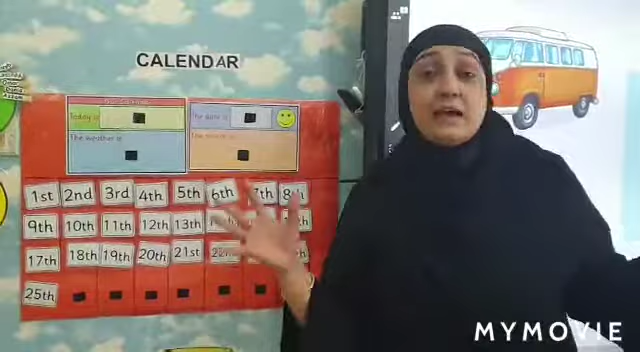 CALENDAR
Today is
The date is
The weather is
1st 2nd 3rd 4th 5th 6th 7th 8th
9th 10th 11th 12th 13th
17th 18th 19th 20th 21st 22nd
25th
MYMOVIE